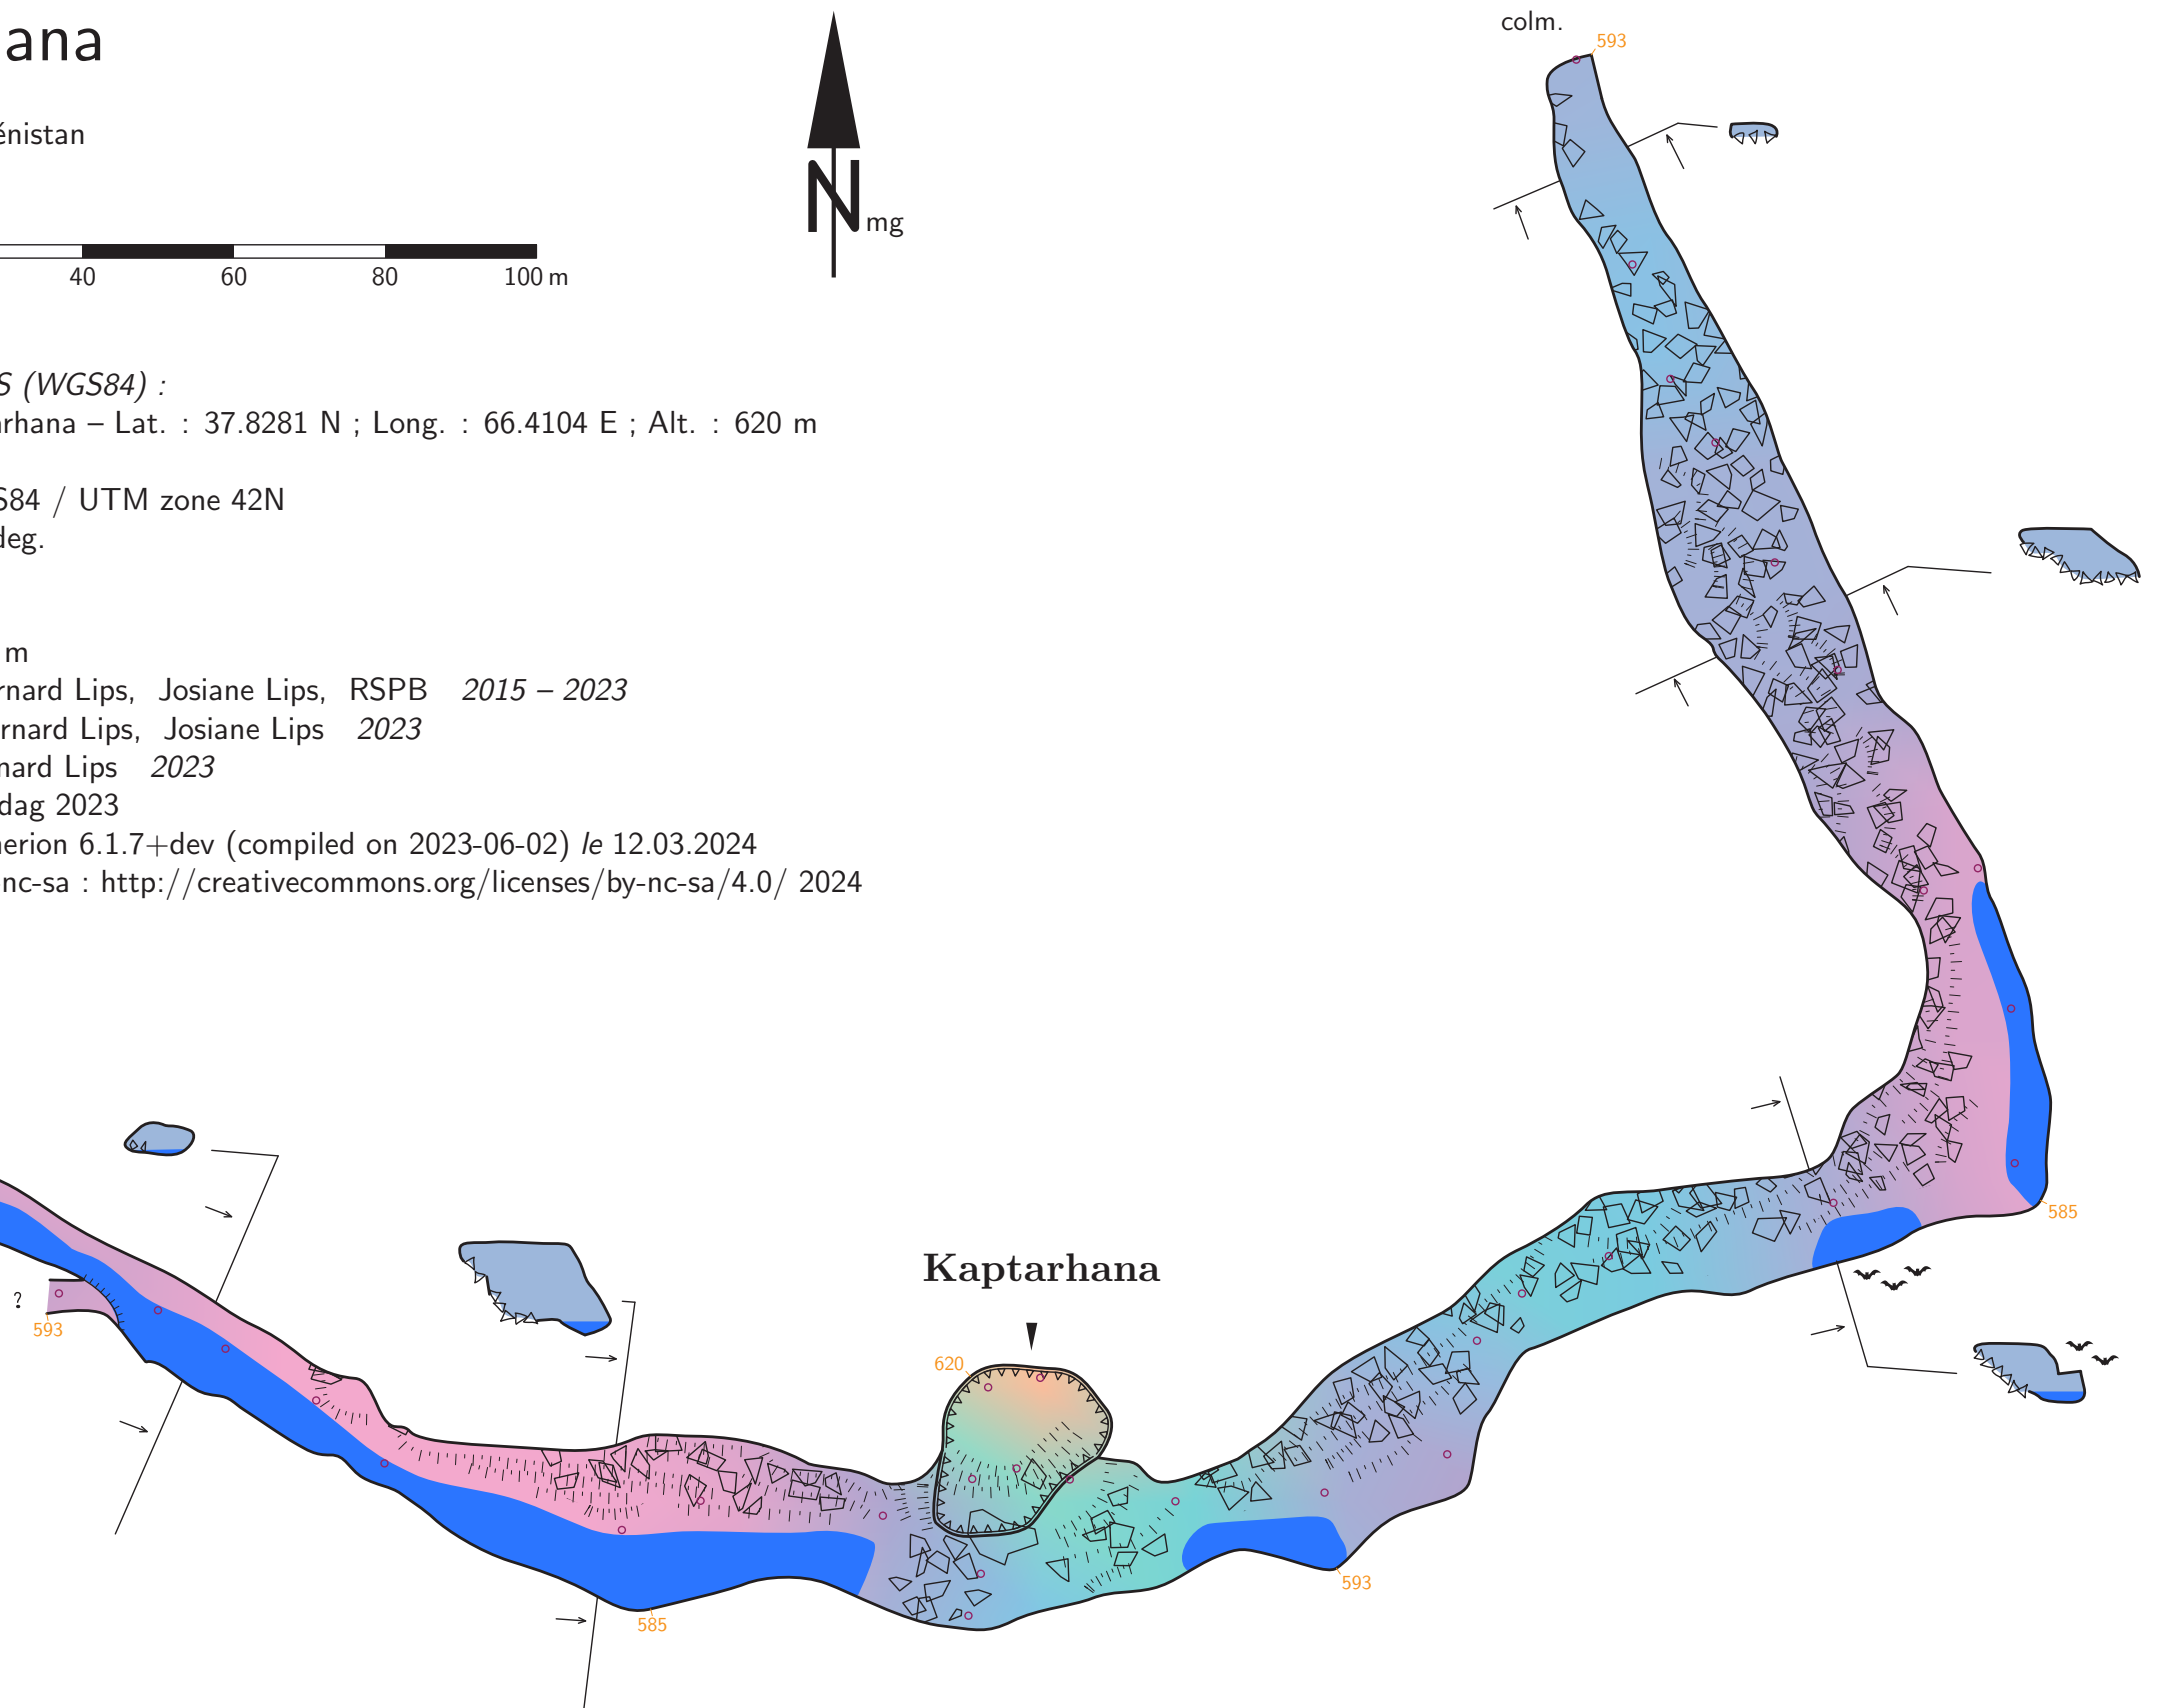 ana
colm.
593
énistan
N mg
40 60 80 100 m
S (WGS84) :
arhana – Lat. : 37.8281 N ; Long. : 66.4104 E ; Alt. : 620 m
S84 / UTM zone 42N
deg.
m
rnard Lips, Josiane Lips, RSPB 2015 – 2023
ernard Lips, Josiane Lips 2023
nard Lips 2023
dag 2023
herion 6.1.7+dev (compiled on 2023-06-02) le 12.03.2024
-nc-sa : http://creativecommons.org/licenses/by-nc-sa/4.0/ 2024
585
Kaptarhana
?
593
620
593
585